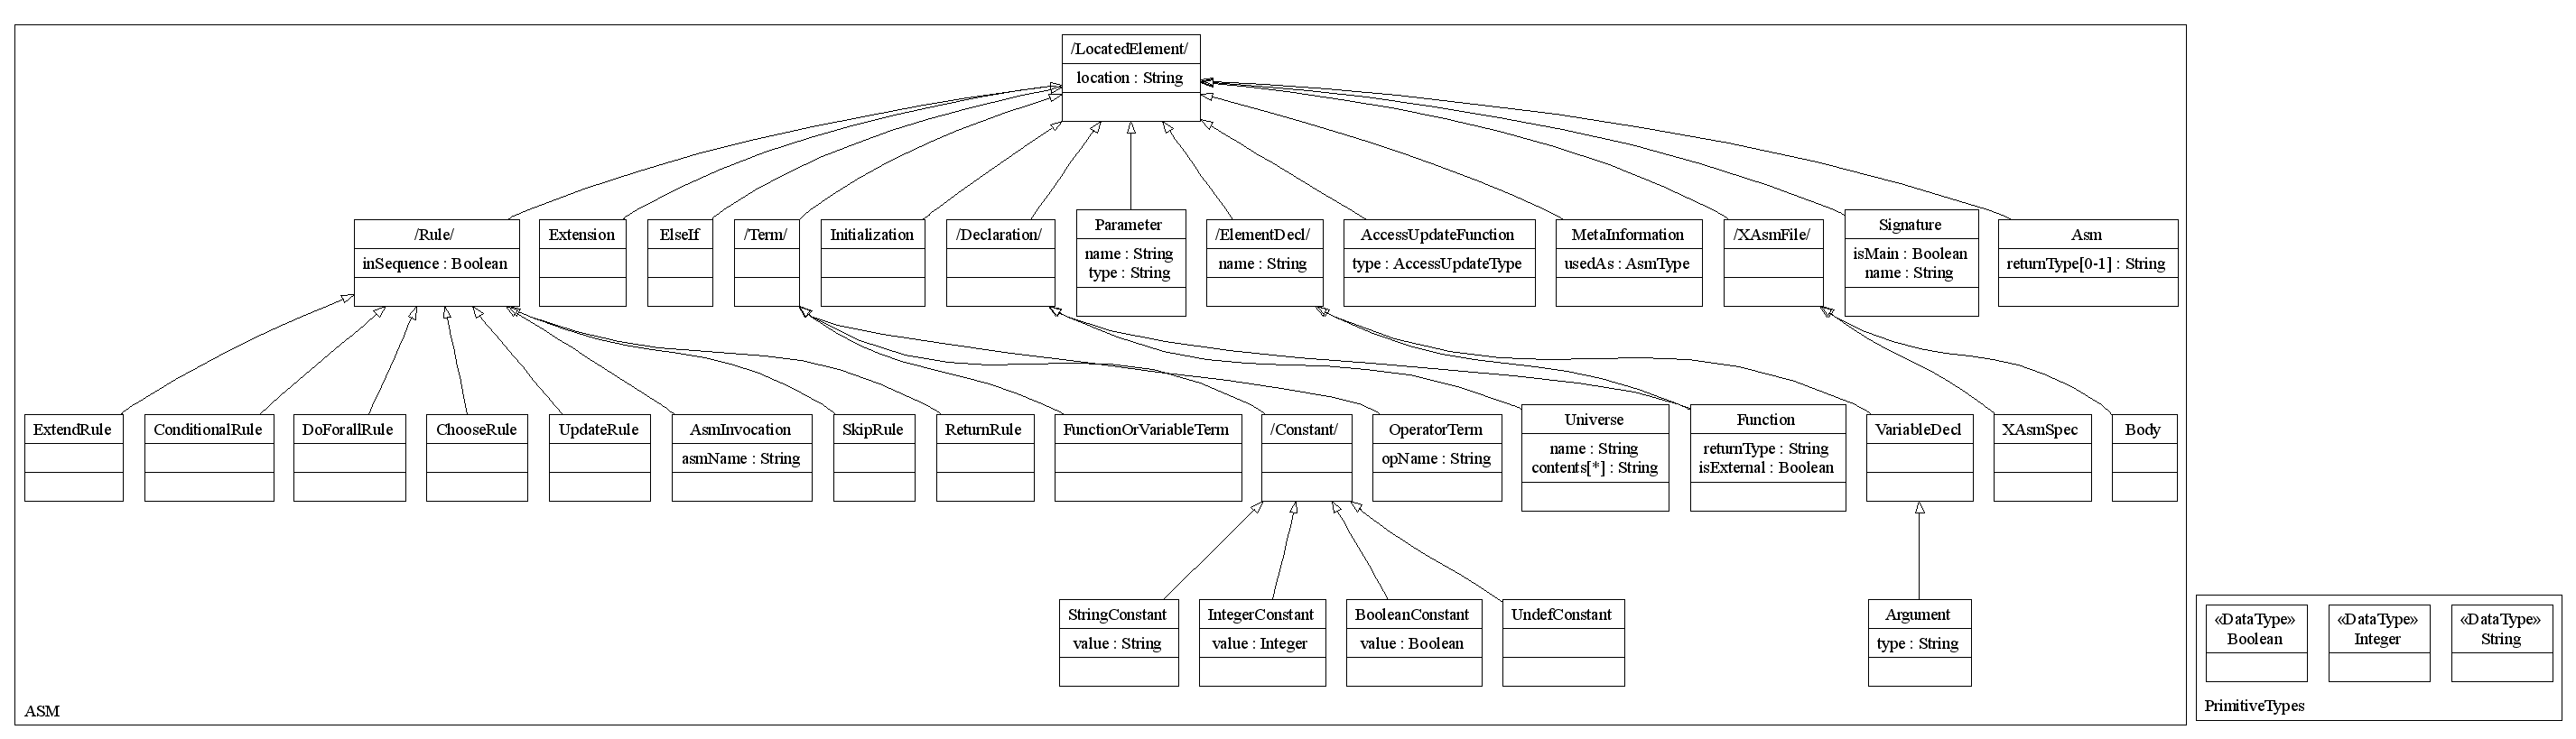 /LocatedElement/
location : String
/Rule/
inSequence : Boolean
Extension
ElseIf
/Term/
Initialization
/Declaration/
Parameter
name : String
type : String
/ElementDecl/
name : String
AccessUpdateFunction
type : AccessUpdateType
MetaInformation
usedAs : AsmType
/XAsmFile/
Signature
isMain : Boolean
name : String
Asm
returnType[0-1] : String
ExtendRule
ConditionalRule
DoForallRule
ChooseRule
UpdateRule
AsmInvocation
asmName : String
SkipRule
ReturnRule
FunctionOrVariableTerm
/Constant/
OperatorTerm
opName : String
Universe
name : String
contents[*] : String
Function
returnType : String
isExternal : Boolean
VariableDecl
XAsmSpec
Body
StringConstant
value : String
IntegerConstant
value : Integer
BooleanConstant
value : Boolean
UndefConstant
Argument
type : String
ASM
«DataType»
Boolean
«DataType»
Integer
«DataType»
String
PrimitiveTypes